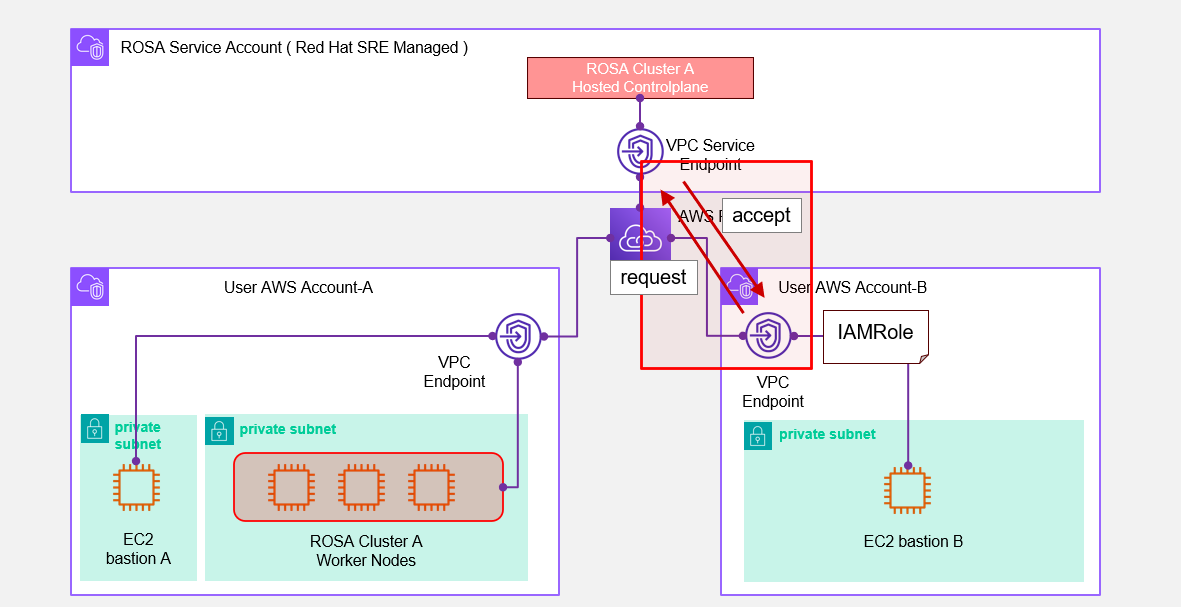 ROSA Service Account ( Red Hat SRE Managed )
ROSA Cluster A
Hosted Controlplane
VPC Service
Endpoint
AWS
accept
request
User AWS Account-A
User AWS Account-B
IAMRole
VPC
Endpoint
VPC
Endpoint
private
subnet
private subnet
private subnet
EC2
bastion A
ROSA Cluster A
Worker Nodes
EC2 bastion B